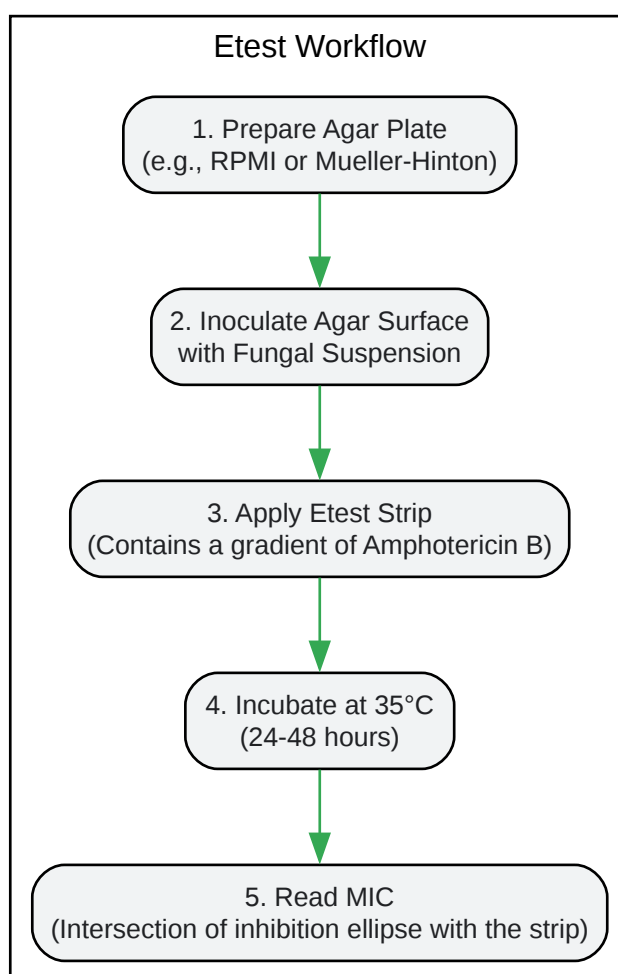 Etest Workflow
1. Prepare Agar Plate
(e.g., RPMI or Mueller-Hinton)
2. Inoculate Agar Surface
with Fungal Suspension
3. Apply Etest Strip
(Contains a gradient of Amphotericin B)
4. Incubate at 35°C
(24-48 hours)
5. Read MIC
(Intersection of inhibition ellipse with the strip)